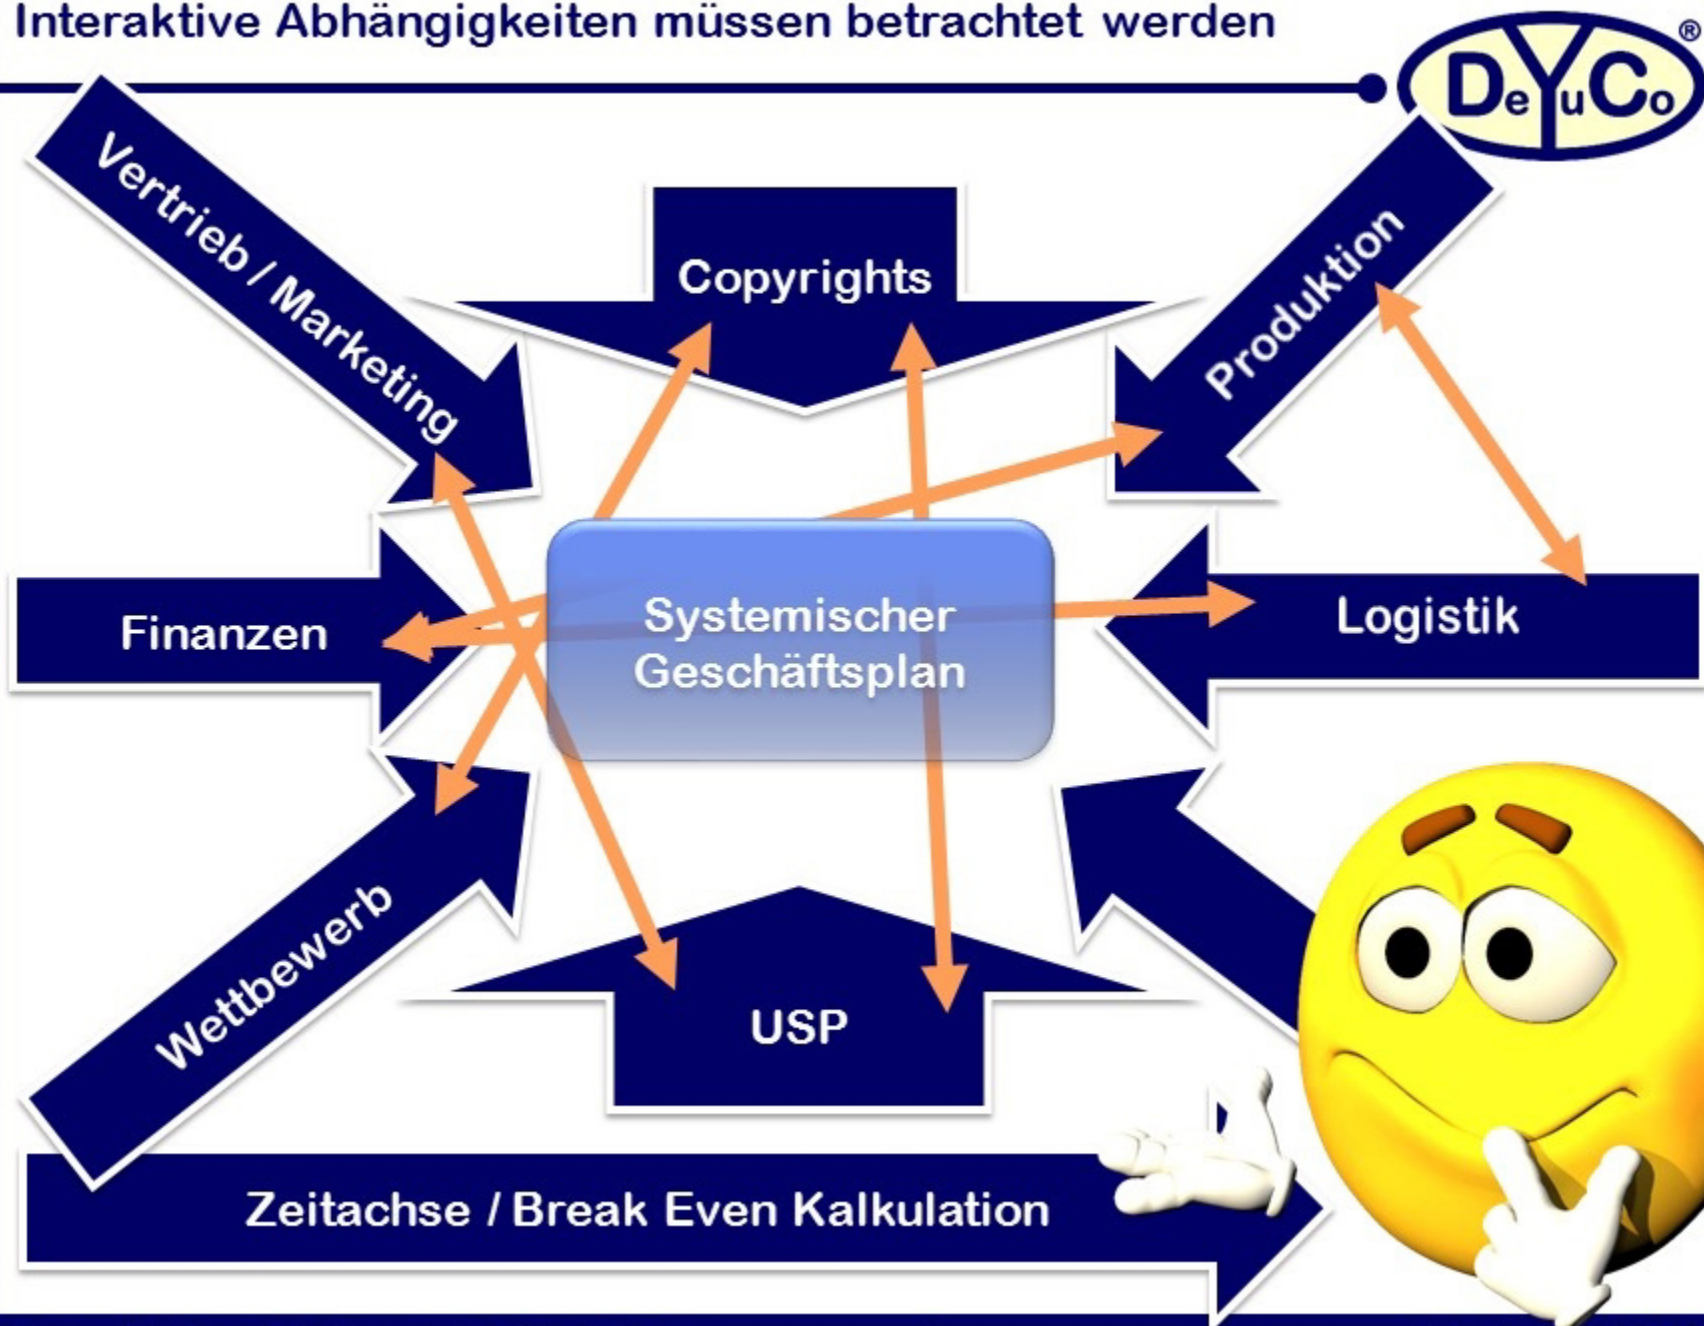 Interaktive Abhängigkeiten müssen betrachtet werden
DeYuCo®
Vertrieb / Marketing
Copyrights
Produktion
Finanzen
Systemischer
Geschäftsplan
Logistik
Wettbewerb
USP
Zeitachse / Break Even Kalkulation